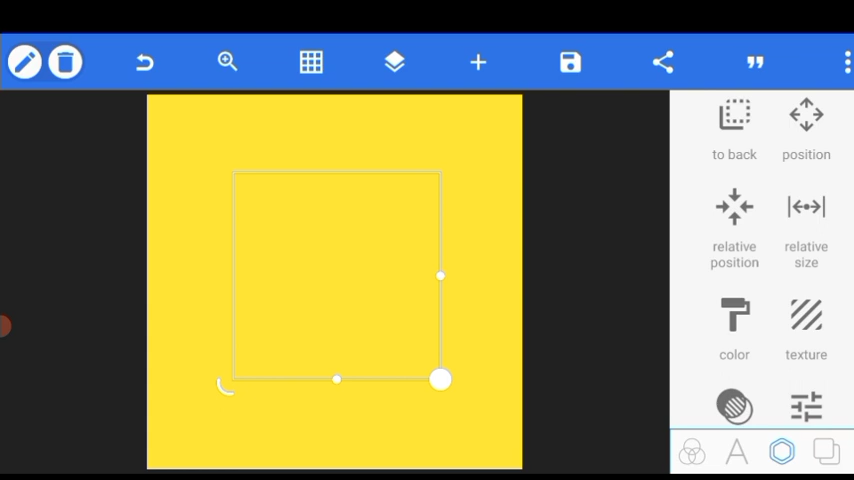 to back
position
relative
position
relative
size
color
texture